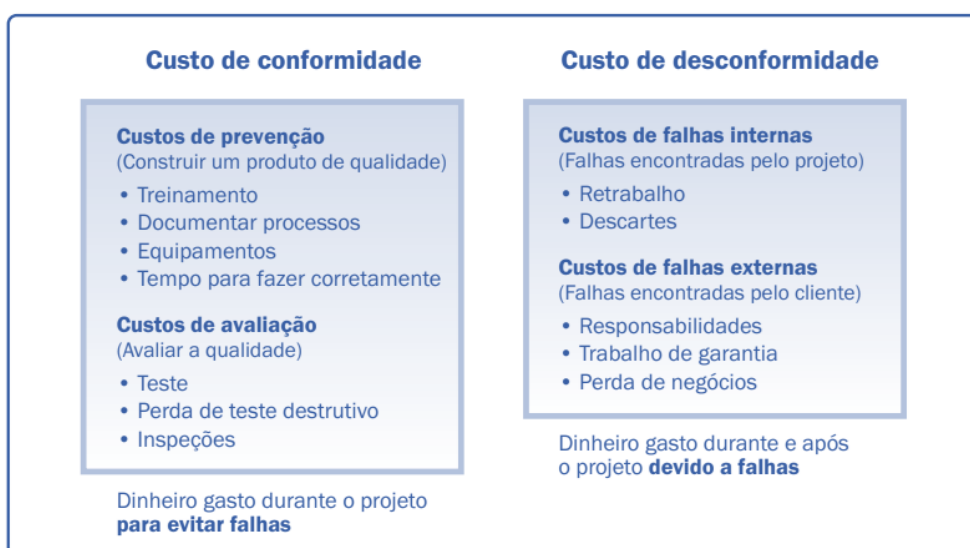 Custo de conformidade
Custos de prevenção
(Construir um produto de qualidade)
• Treinamento
• Documentar processos
• Equipamentos
• Tempo para fazer corretamente
Custos de avaliação
(Avaliar a qualidade)
• Teste
• Perda de teste destrutivo
• Inspeções
Dinheiro gasto durante o projeto
para evitar falhas
Custo de desconformidade
Custos de falhas internas
(Falhas encontradas pelo projeto)
• Retrabalho
• Descartes
Custos de falhas externas
(Falhas encontradas pelo cliente)
• Responsabilidades
• Trabalho de garantia
• Perda de negócios
Dinheiro gasto durante e após
o projeto devido a falhas